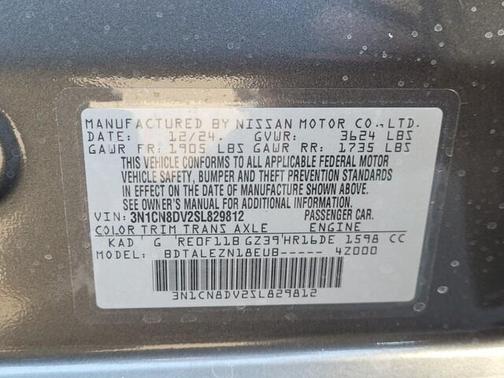 MANUFACTURED BY NISSAN MOTOR CO.,LTD.
DATE: 12/24 GVWR: 3624 LBS
GAWR FR: 1905 LBS GAWR RR: 1735 LBS
THIS VEHICLE CONFORMS TO ALL APPLICABLE FEDERAL MOTOR
VEHICLE SAFETY, BUMPER AND THEFT PREVENTION STANDARDS
IN EFFECT ON THE DATE OF MANUFACTURE SHOWN ABOVE.
SEE OWNER'S MANUAL FOR ADDITIONAL INFORMATION.
VIN: 3N1CN8DV2SL829812 PASSENGER CAR.
COLOR TRIM TRANS AXLE ENGINE
KAD G RE0F11B GZ39 HR16DE 1598 CC
MODEL: BDTALEZN18EUB----- 4Z000
3N1CN8DV2SL829812